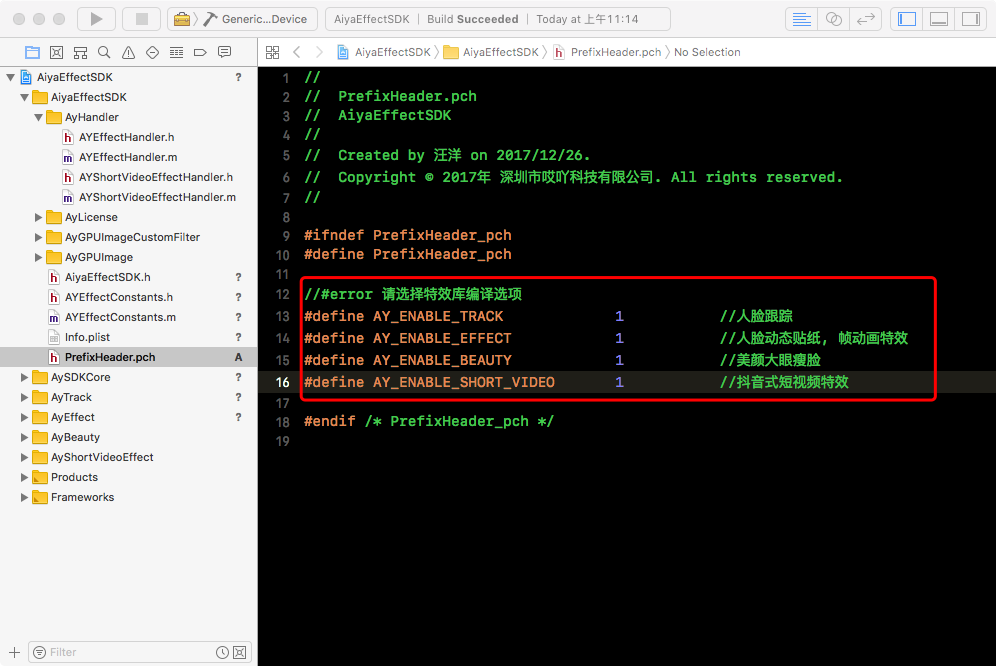 Generic...Device
AiyaEffectSDK | Build Succeeded | Today at 上午11:14
AiyaEffectSDK AiyaEffectSDK PrefixHeader.pch No Selection
AiyaEffectSDK ?
AiyaEffectSDK
AyHandler
AYEffectHandler.h
AYEffectHandler.m
AYShortVideoEffectHandler.h
AYShortVideoEffectHandler.m
AyLicense
AyGPUImageCustomFilter
AyGPUImage
AiyaEffectSDK.h ?
AYEffectConstants.h ?
AYEffectConstants.m ?
Info.plist ?
PrefixHeader.pch A
AySDKCore ?
AyTrack ?
AyEffect ?
AyBeauty
AyShortVideoEffect
Products
Frameworks
Filter
1 //
2 // PrefixHeader.pch
3 // AiyaEffectSDK
4 //
5 // Created by 汪洋 on 2017/12/26.
6 // Copyright © 2017年 深圳市哎吖科技有限公司. All rights reserved.
7 //
8
9 #ifndef PrefixHeader_pch
10 #define PrefixHeader_pch
11
12 //#error 请选择特效库编译选项
13 #define AY_ENABLE_TRACK 1 //人脸跟踪
14 #define AY_ENABLE_EFFECT 1 //人脸动态贴纸, 帧动画特效
15 #define AY_ENABLE_BEAUTY 1 //美颜大眼瘦脸
16 #define AY_ENABLE_SHORT_VIDEO 1 //抖音式短视频特效
17
18 #endif /* PrefixHeader_pch */
19